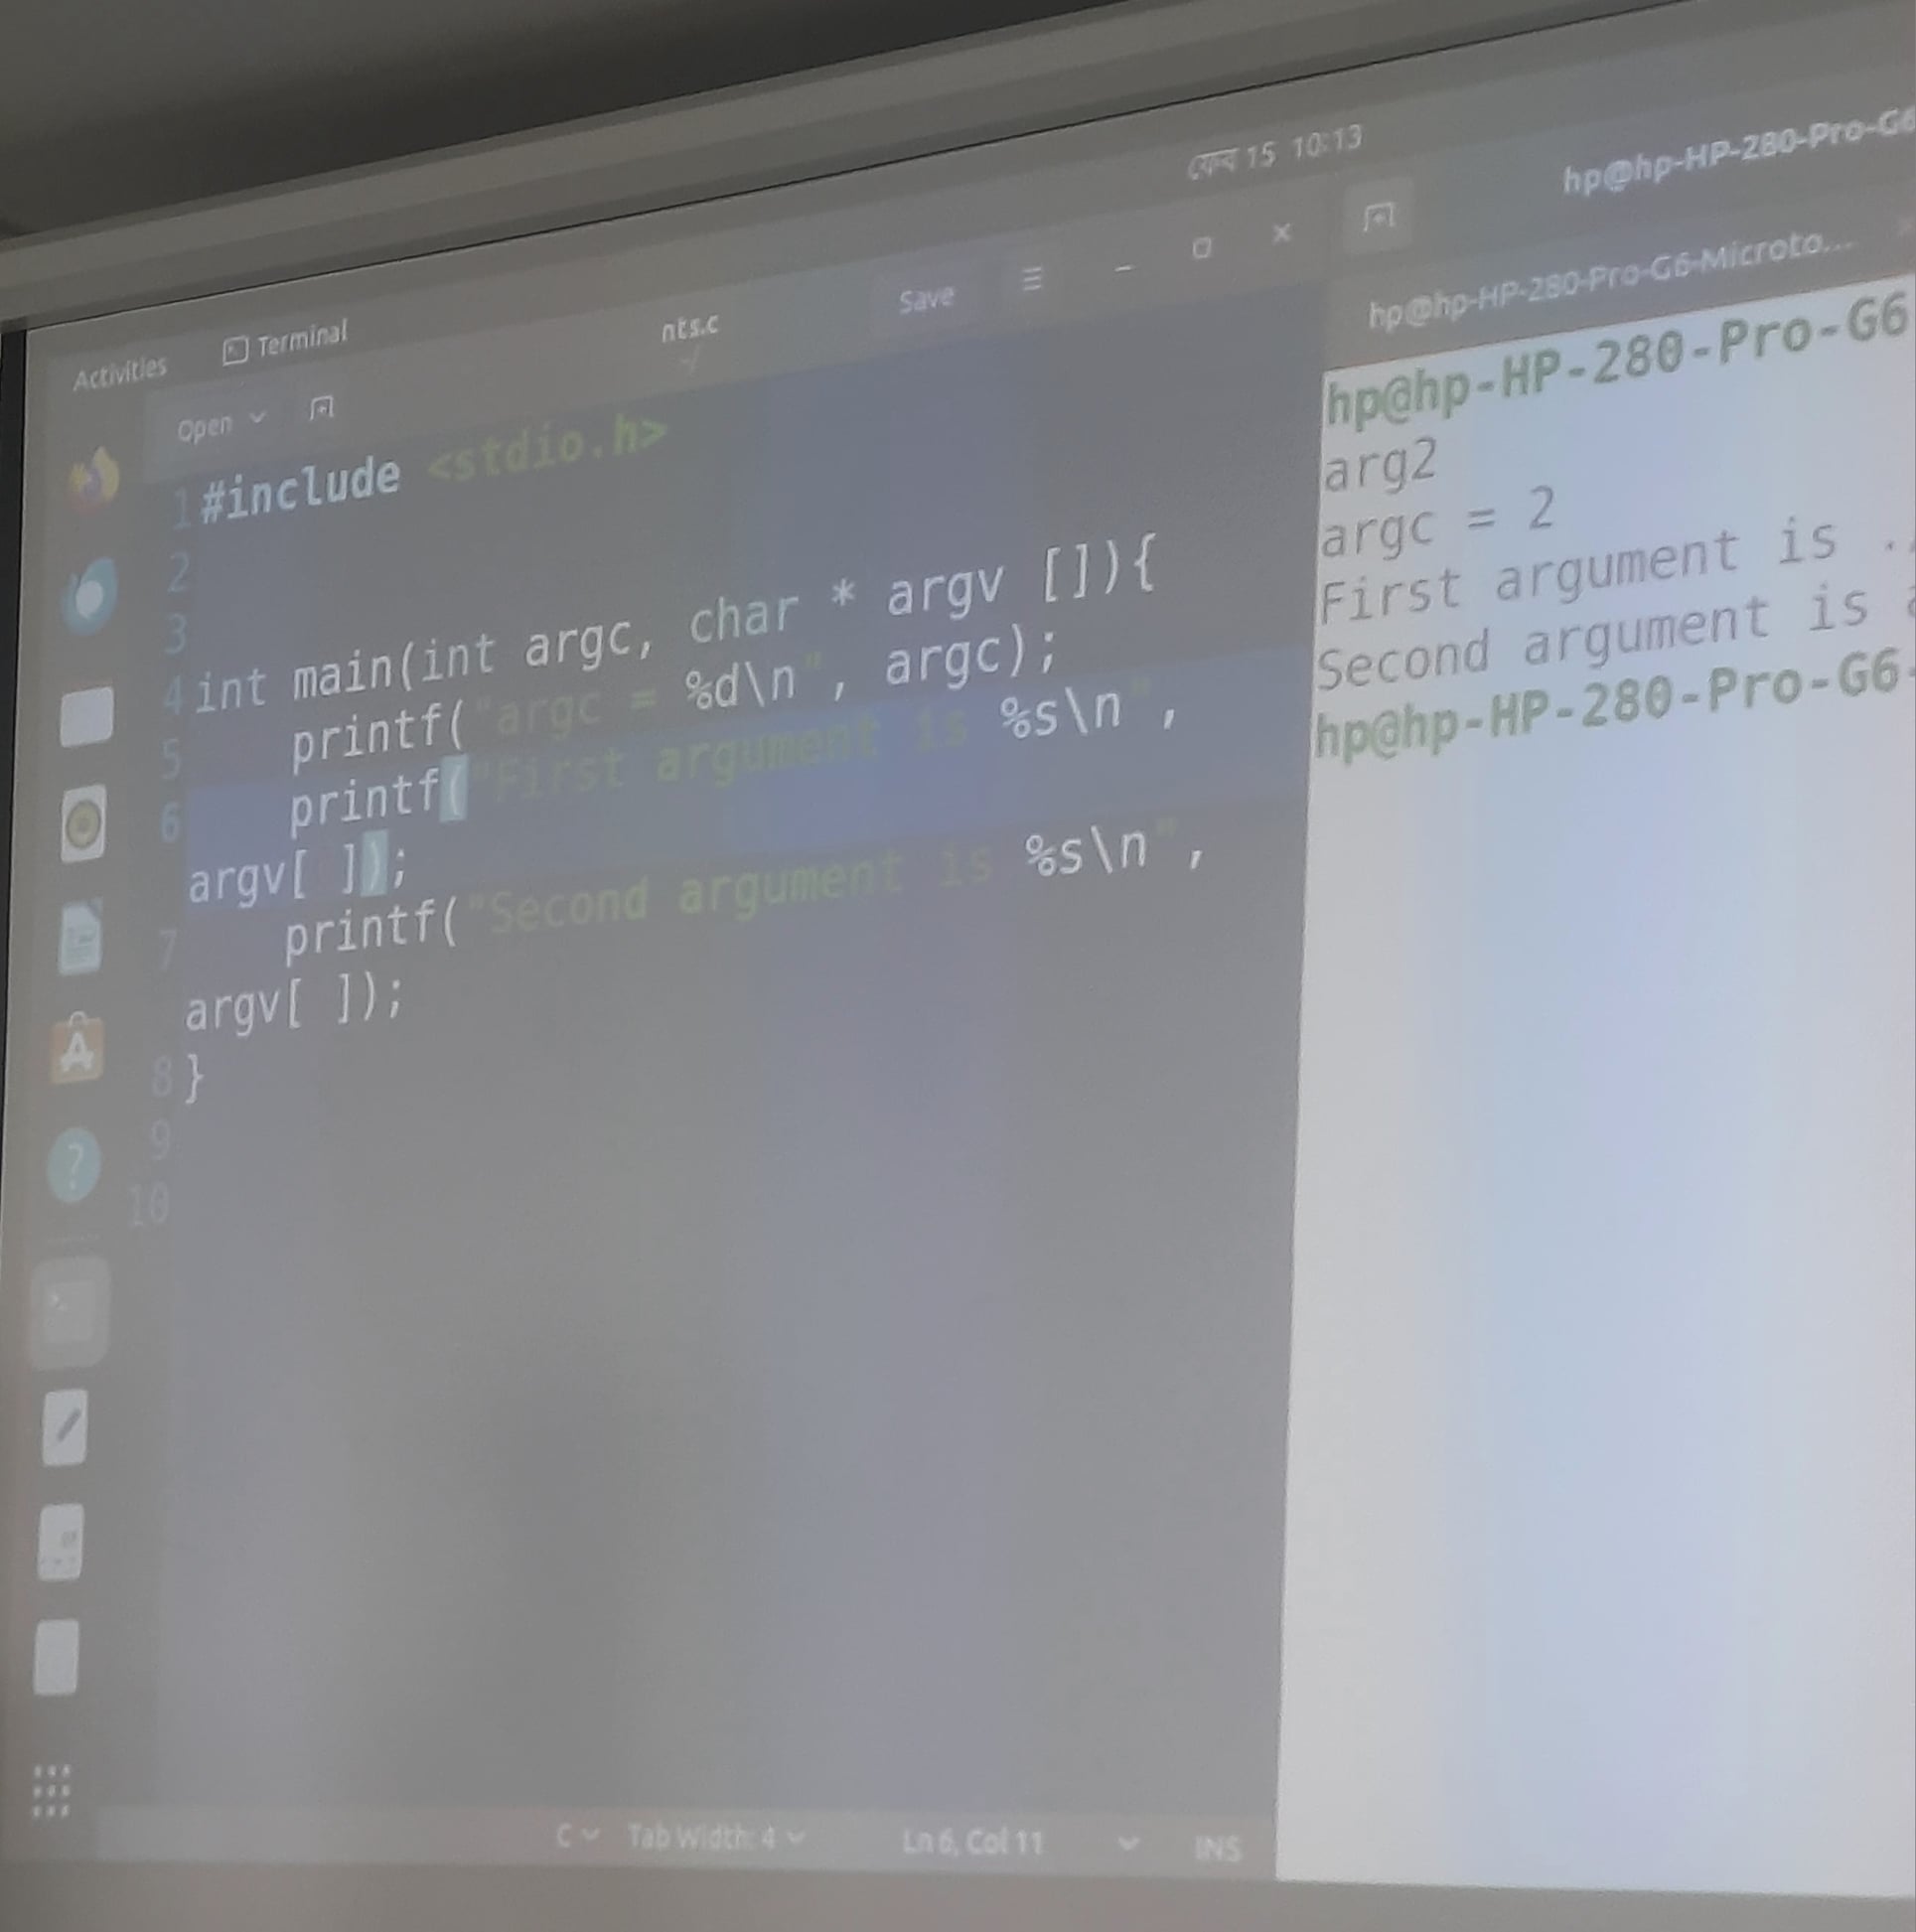 15 10:13
hp@hp-HP-280-Pro-G6
Activities
Terminal
nts.c
~/
Save
Open
hp@hp-HP-280-Pro-G6-Microto...
1 #include <stdio.h>
2
3
4 int main(int argc, char * argv []){
5 printf("argc = %d\n", argc);
6 printf("First argument is %s\n",
argv[ ]);
7 printf("Second argument is %s\n",
argv[ ]);
8 }
9
10
hp@hp-HP-280-Pro-G6
arg2
argc = 2
First argument is .
Second argument is
hp@hp-HP-280-Pro-G6-
C
Tab Width: 4
Ln 6, Col 11
INS